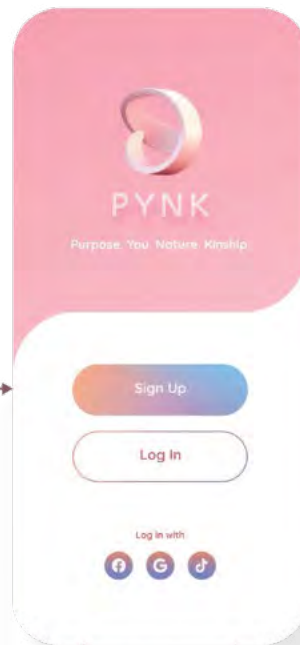 PYNK
Purpose. You. Nature. Kinship.
Sign Up
Log In
Log in with